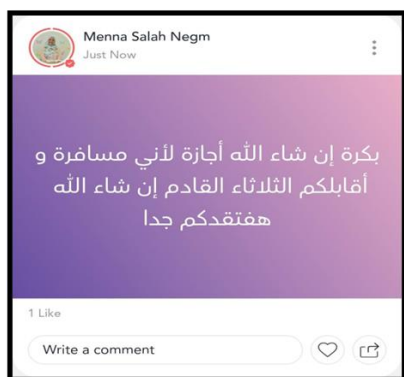 Menna Salah Negm
Just Now
بكرة إن شاء الله أجازة لأني مسافرة و
أقابلكم الثلاثاء القادم إن شاء الله
هفتقدكم جدا
1 Like
Write a comment